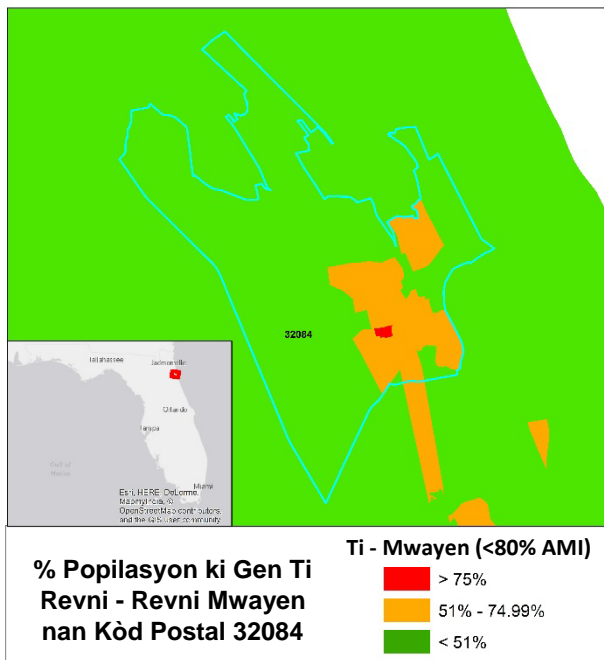 32084
Tallahassee
Jacksonville
Orlando
Tampa
Gulf of
Mexico
Miami
Esri, HERE, DeLorme,
MapmyIndia, ©
OpenStreetMap contributors,
and the GIS user community
% Popilasyon ki Gen Ti
Revni - Revni Mwayen
nan Kòd Postal 32084
Ti - Mwayen (<80% AMI)
> 75%
51% - 74.99%
< 51%